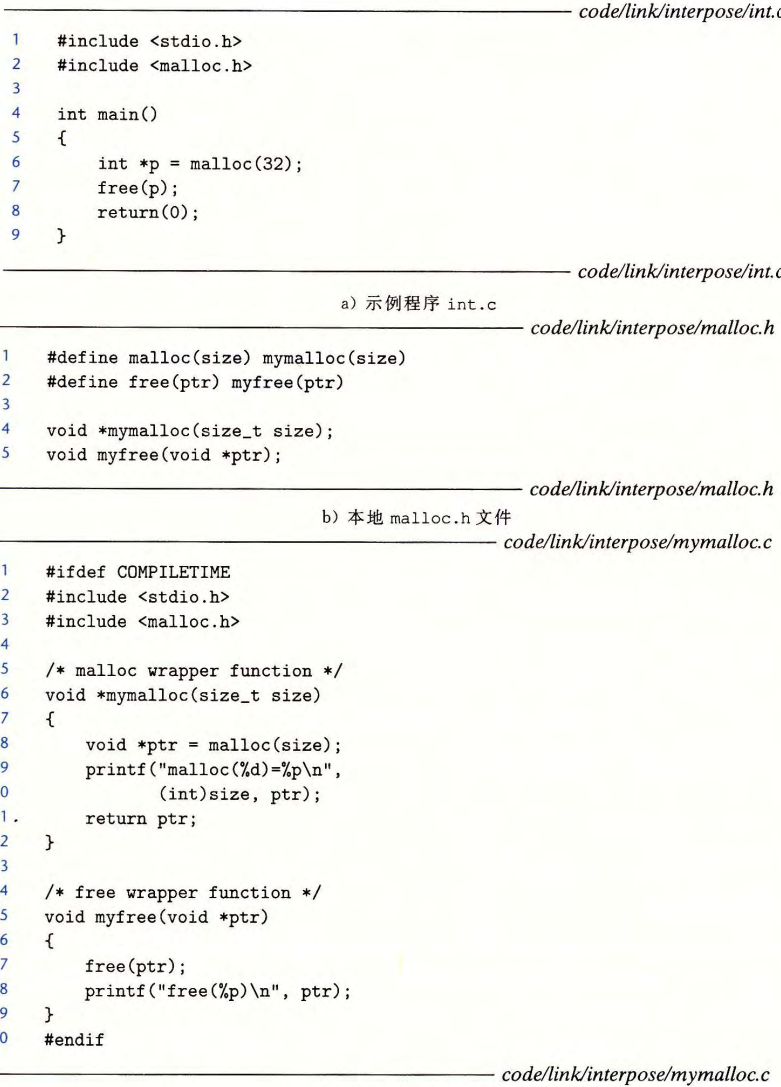 code/link/interpose/int.c
1 #include <stdio.h>
2 #include <malloc.h>
3
4 int main()
5 {
6 int *p = malloc(32);
7 free(p);
8 return(0);
9 }
code/link/interpose/int.c
a) 示例程序 int.c
code/link/interpose/malloc.h
1 #define malloc(size) mymalloc(size)
2 #define free(ptr) myfree(ptr)
3
4 void *mymalloc(size_t size);
5 void myfree(void *ptr);
code/link/interpose/malloc.h
b) 本地 malloc.h 文件
code/link/interpose/mymalloc.c
1 #ifdef COMPILETIME
2 #include <stdio.h>
3 #include <malloc.h>
4
5 /* malloc wrapper function */
6 void *mymalloc(size_t size)
7 {
8 void *ptr = malloc(size);
9 printf("malloc(%d)=%p\n",
0 (int)size, ptr);
1 return ptr;
2 }
3
4 /* free wrapper function */
5 void myfree(void *ptr)
6 {
7 free(ptr);
8 printf("free(%p)\n", ptr);
9 }
0 #endif
code/link/interpose/mymalloc.c